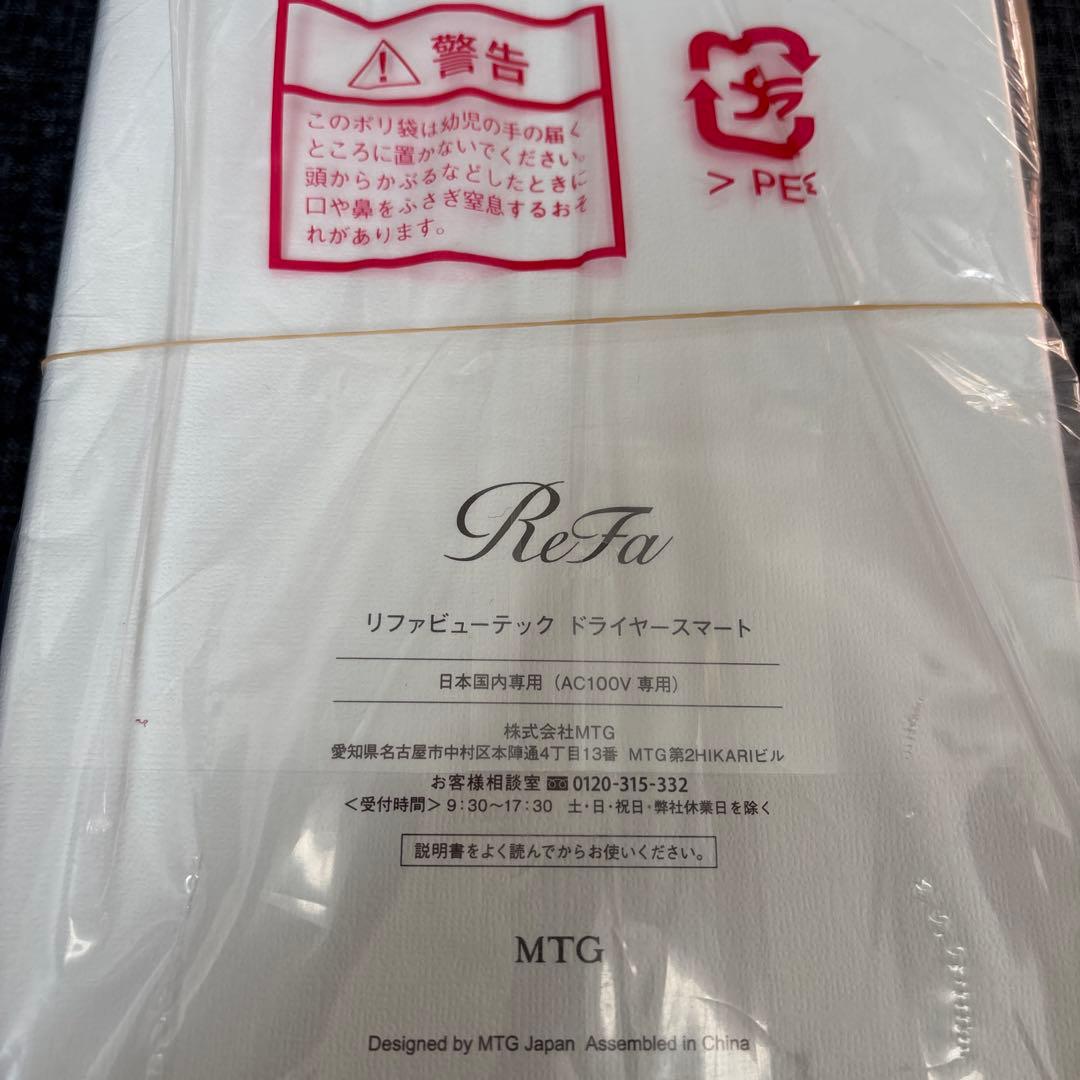 警告
このポリ袋は幼児の手の届く
ところに置かないでください。
頭からかぶるなどしたときに
口や鼻をふさぎ窒息するおそ
れがあります。
プラ
> PE
ReFa
リファビューテック ドライヤースマート
日本国内専用(AC100V 専用)
株式会社MTG
愛知県名古屋市中村区本陣通4丁目13番 MTG第2HIKARIビル
お客様相談室 0120-315-332
<受付時間> 9:30〜17:30 土・日・祝日・弊社休業日を除く
説明書をよく読んでからお使いください。
MTG
Designed by MTG Japan Assembled in China